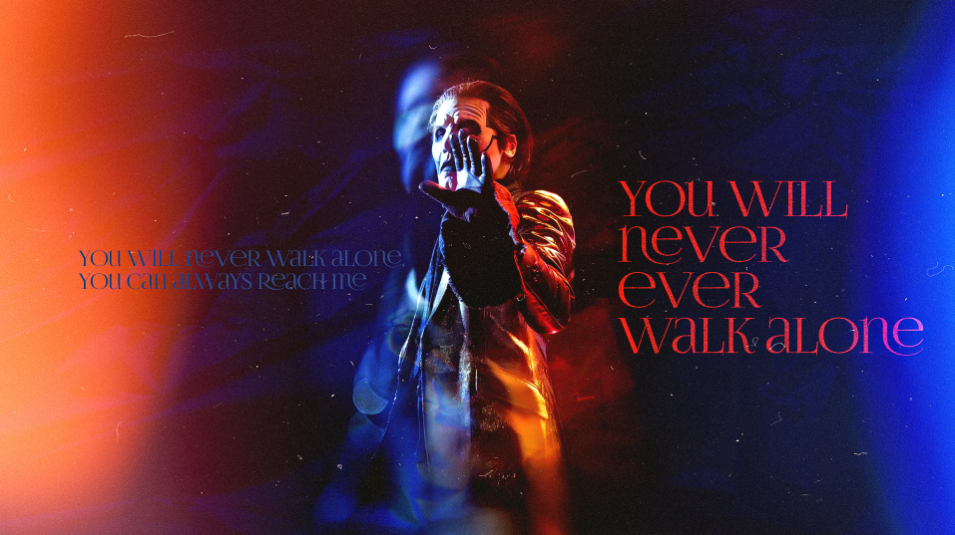 YOU WILL NEVER WALK ALONE,
YOU CAN ALWAYS REACH ME
YOU WILL
NEVER
EVER
WALK ALONE